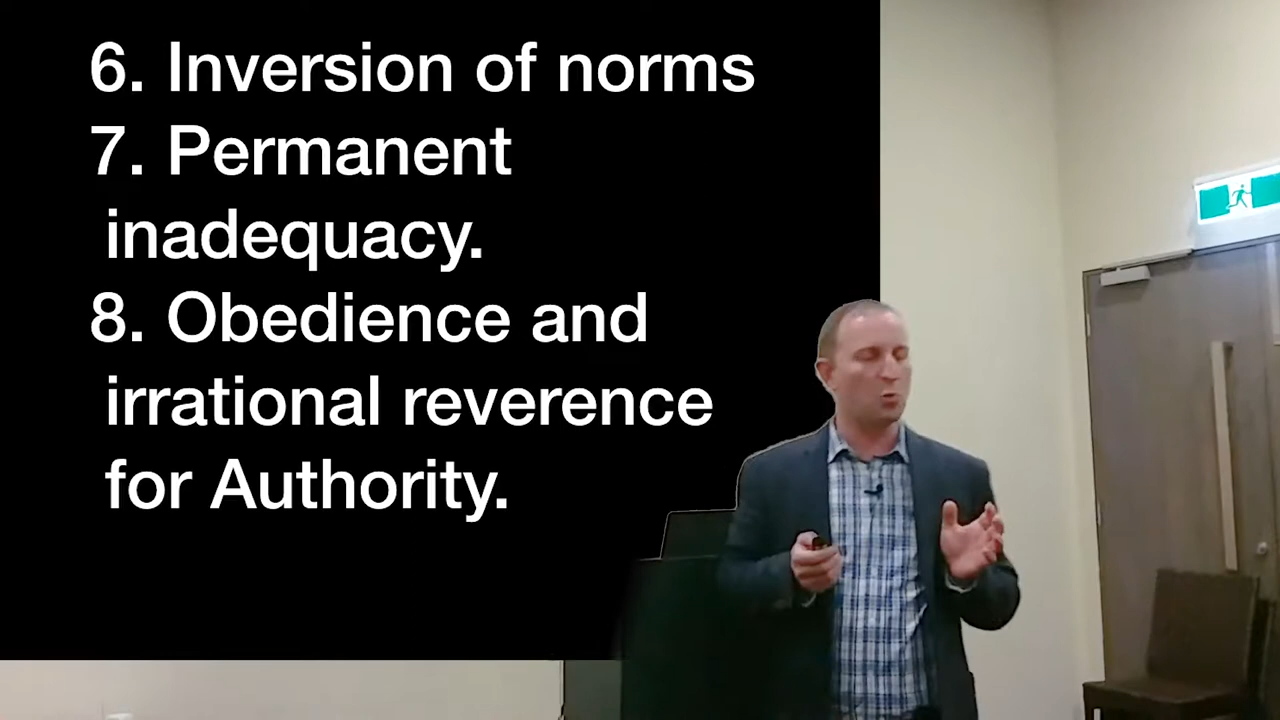 6. Inversion of norms
7. Permanent
inadequacy.
8. Obedience and
irrational reverence
for Authority.